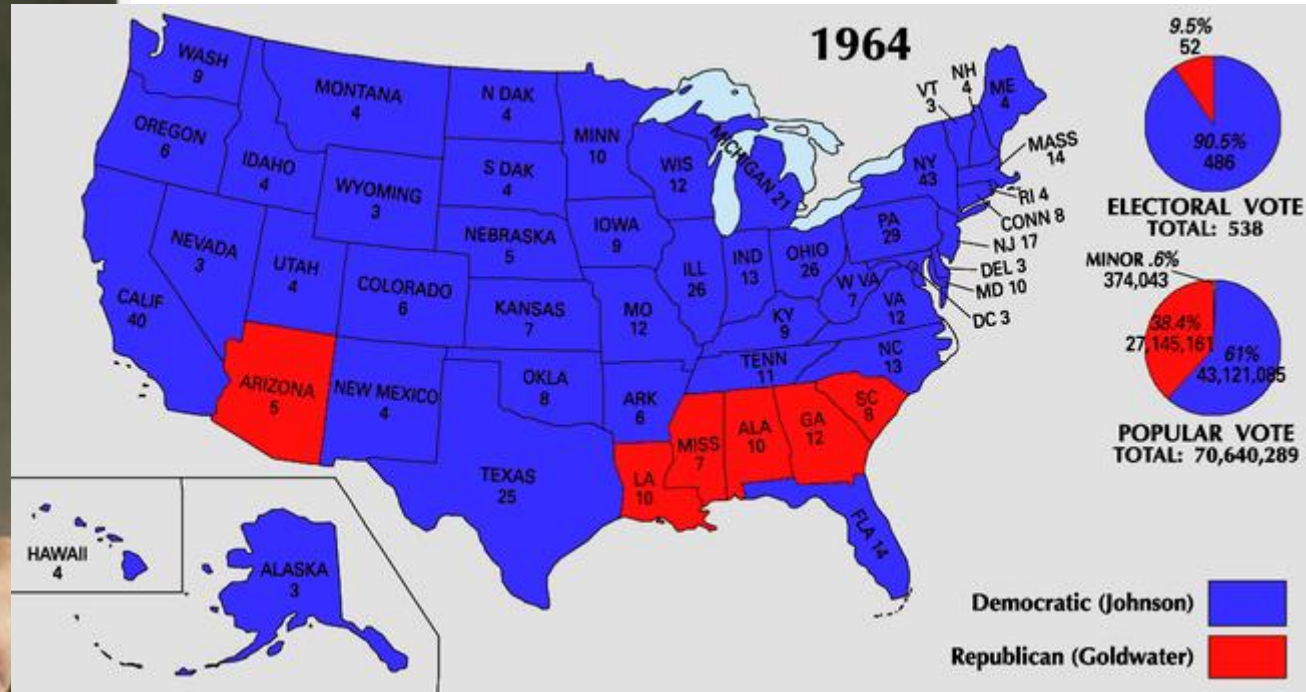 1964
WASH
9
OREGON
6
CALIF
40
NEVADA
3
IDAHO
4
MONTANA
4
WYOMING
3
UTAH
4
COLORADO
6
ARIZONA
5
NEW MEXICO
4
N DAK
4
S DAK
4
NEBRASKA
5
KANSAS
7
OKLA
8
TEXAS
25
MINN
10
IOWA
9
MO
12
ARK
6
LA
10
WIS
12
ILL
26
MICHIGAN 21
IND
13
OHIO
26
KY
9
TENN
11
MISS
7
ALA
10
GA
12
FLA 14
SC
8
NC
13
VA
12
W VA
7
PA
29
NY
43
VT
3
NH
4
ME
4
MASS
14
RI 4
CONN 8
NJ 17
DEL 3
MD 10
DC 3
HAWAII
4
ALASKA
3
9.5%
52
90.5%
486
ELECTORAL VOTE
TOTAL: 538
MINOR .6%
374,043
38.4%
27,145,161
61%
43,121,085
POPULAR VOTE
TOTAL: 70,640,289
Democratic (Johnson)
Republican (Goldwater)